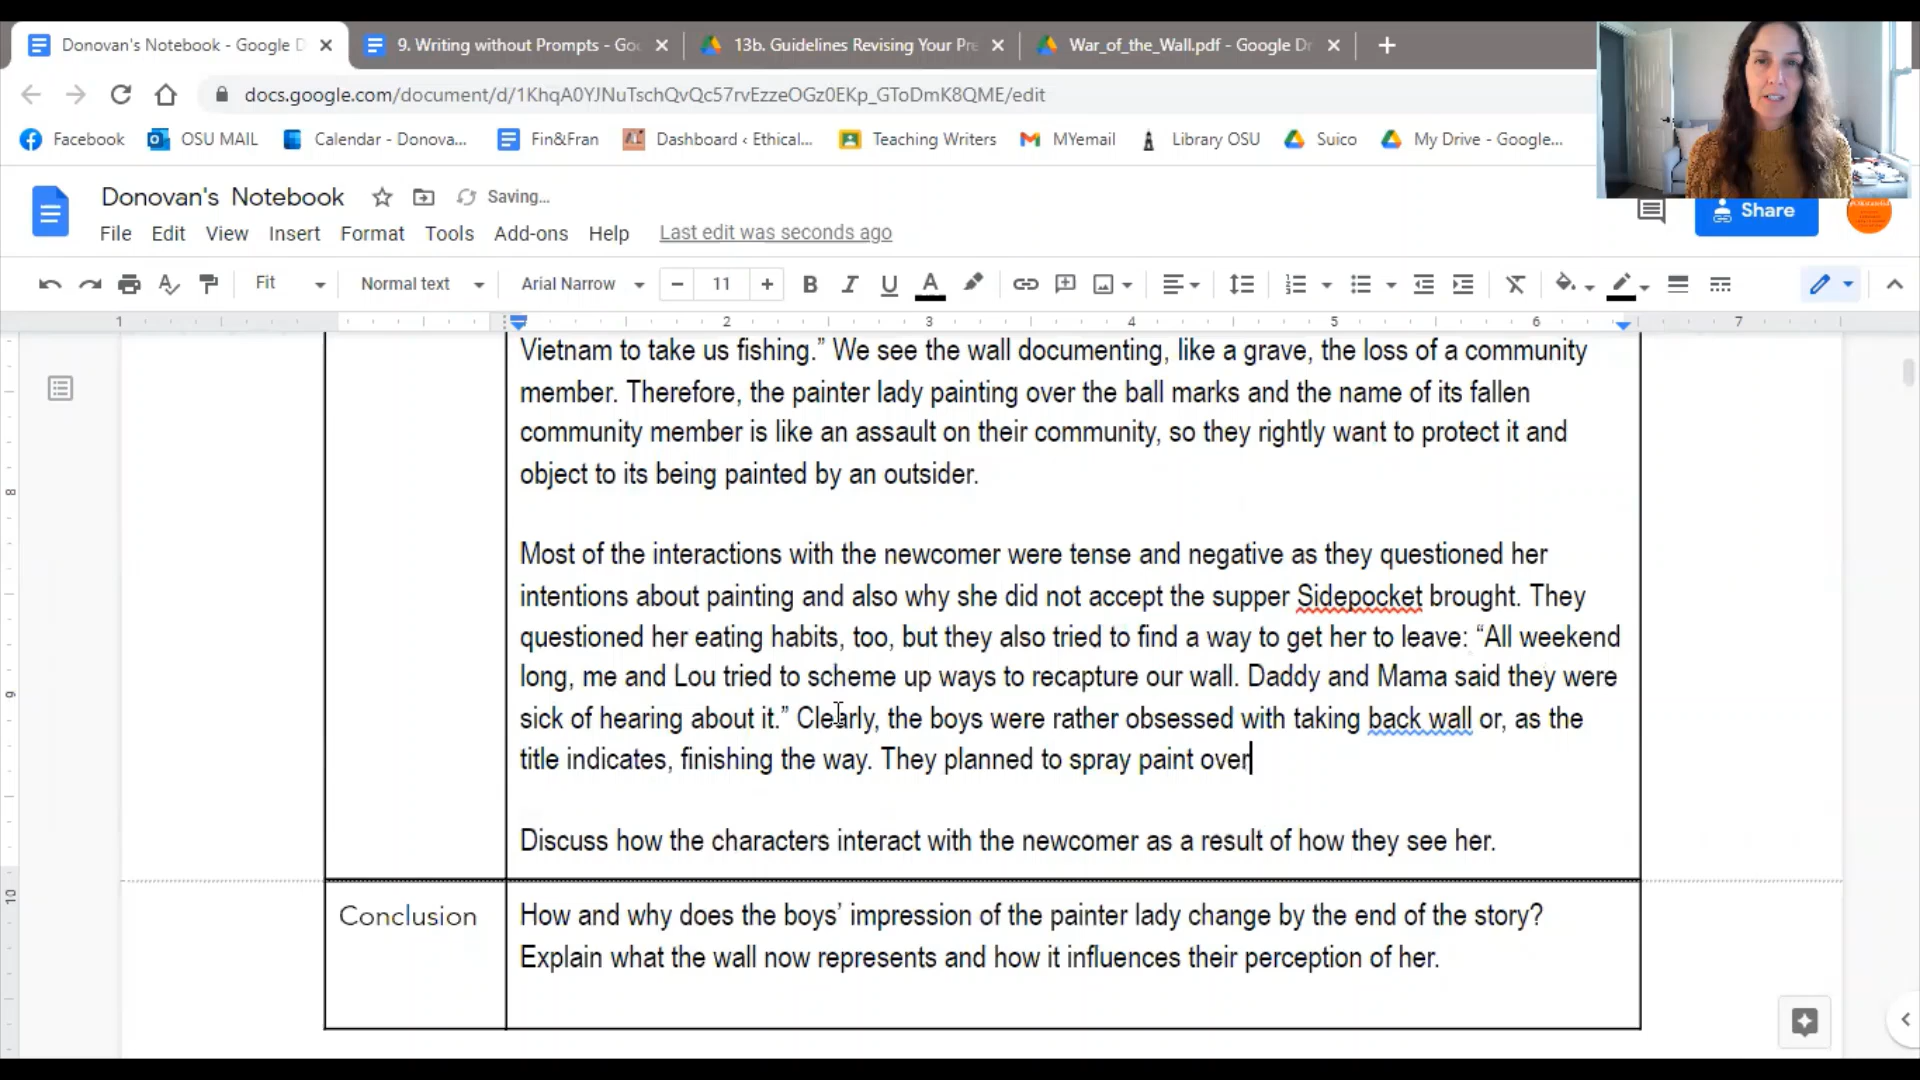 Donovan's Notebook - Google D
9. Writing without Prompts - Goo
13b. Guidelines Revising Your Pre
War_of_the_Wall.pdf - Google Dr
docs.google.com/document/d/1KhqA0YJNuTschQvQc57rvEzzeOGz0EKp_GToDmK8QME/edit
Facebook OSU MAIL Calendar - Donova... Fin&Fran Dashboard ‹ Ethical... Teaching Writers MYemail Library OSU Suico My Drive - Google...
Donovan's Notebook Saving...
Share
File Edit View Insert Format Tools Add-ons Help Last edit was seconds ago
Fit Normal text Arial Narrow 11 B I U A
1 1 2 3 4 5 6 7
Vietnam to take us fishing.” We see the wall documenting, like a grave, the loss of a community
member. Therefore, the painter lady painting over the ball marks and the name of its fallen
community member is like an assault on their community, so they rightly want to protect it and
object to its being painted by an outsider.
Most of the interactions with the newcomer were tense and negative as they questioned her
intentions about painting and also why she did not accept the supper Sidepocket brought. They
questioned her eating habits, too, but they also tried to find a way to get her to leave: “All weekend
long, me and Lou tried to scheme up ways to recapture our wall. Daddy and Mama said they were
sick of hearing about it.” Clearly, the boys were rather obsessed with taking back wall or, as the
title indicates, finishing the way. They planned to spray paint over
Discuss how the characters interact with the newcomer as a result of how they see her.
Conclusion
How and why does the boys’ impression of the painter lady change by the end of the story?
Explain what the wall now represents and how it influences their perception of her.
8
9
10